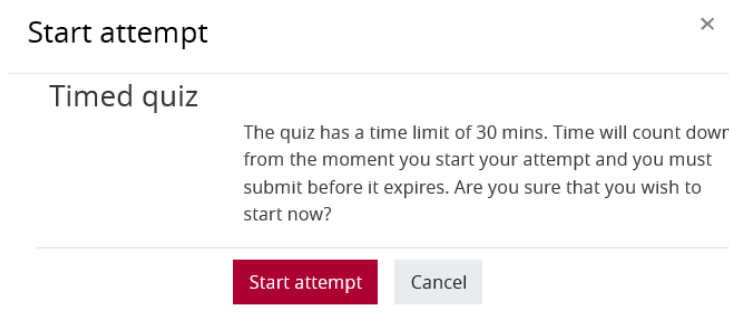 Start attempt
×
Timed quiz
The quiz has a time limit of 30 mins. Time will count down
from the moment you start your attempt and you must
submit before it expires. Are you sure that you wish to
start now?
Start attempt Cancel